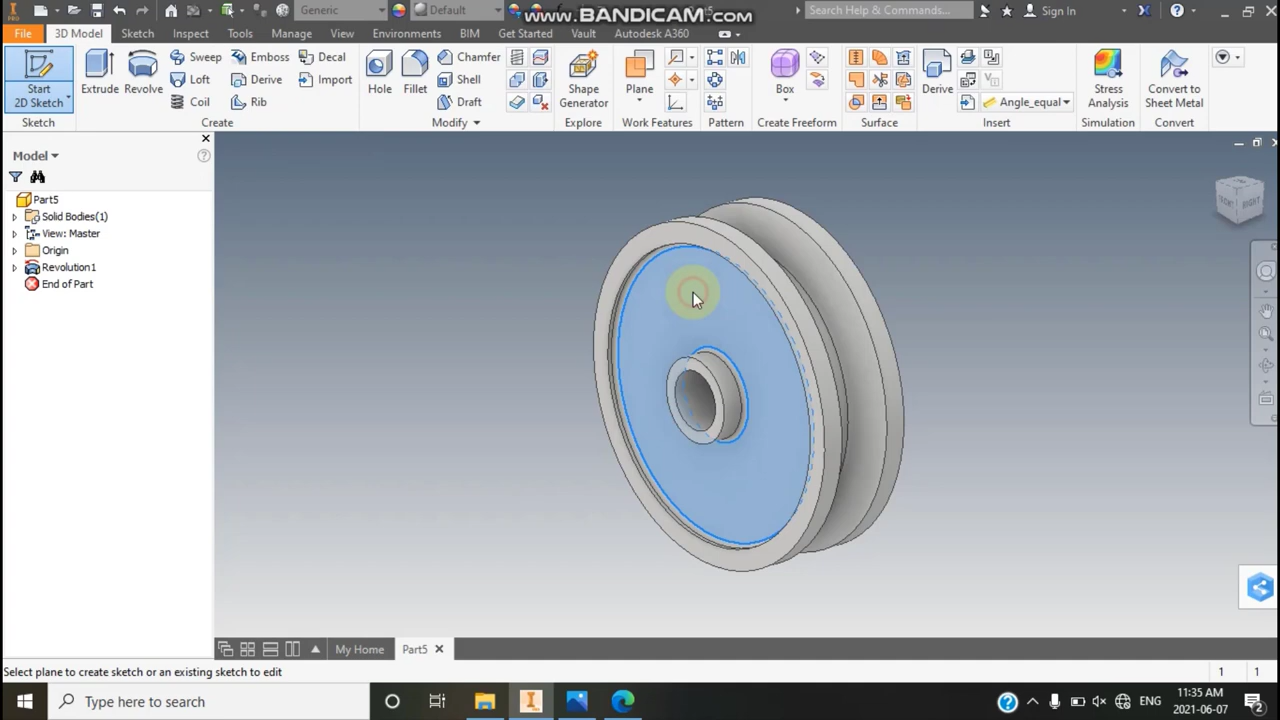 Generic
Default
www.BANDICAM.com
Search Help & Commands...
Sign In
File
3D Model
Sketch
Inspect
Tools
Manage
View
Environments
BIM
Get Started
Vault
Autodesk A360
Start
2D Sketch
Extrude
Revolve
Sweep
Loft
Coil
Emboss
Derive
Rib
Decal
Import
Hole
Fillet
Chamfer
Shell
Draft
Shape
Generator
Plane
Box
Derive
Angle_equal
Stress
Analysis
Convert to
Sheet Metal
Sketch
Create
Modify
Explore
Work Features
Pattern
Create Freeform
Surface
Insert
Simulation
Convert
Model
Part5
Solid Bodies(1)
View: Master
Origin
Revolution1
End of Part
FRONT
RIGHT
My Home
Part5
Select plane to create sketch or an existing sketch to edit
1
1
Type here to search
ENG
11:35 AM
2021-06-07
2